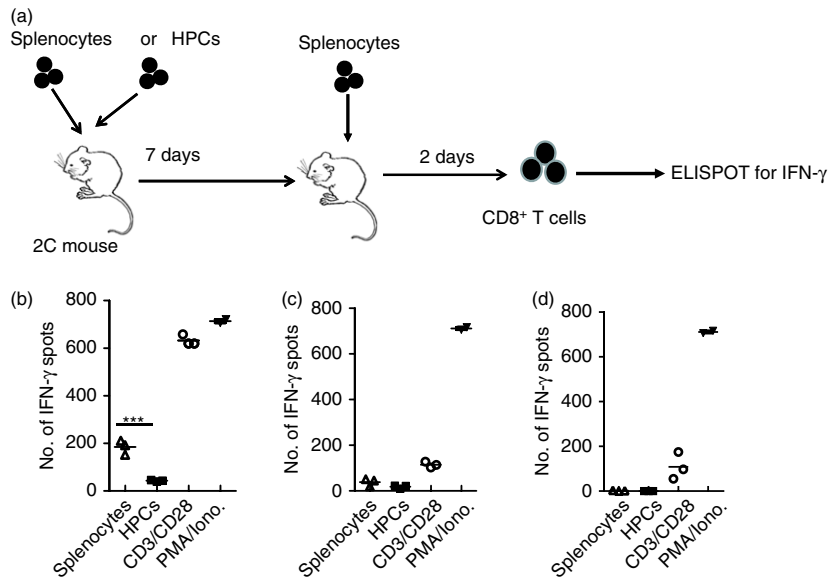 (a)
Splenocytes or HPCs
Splenocytes
7 days
2 days
ELISPOT for IFN-γ
CD8⁺ T cells
2C mouse
(b)
No. of IFN-γ spots
800
600
400
200
0
***
Splenocytes
HPCs
CD3/CD28
PMA/Iono.
(c)
No. of IFN-γ spots
800
600
400
200
0
Splenocytes
HPCs
CD3/CD28
PMA/Iono.
(d)
No. of IFN-γ spots
800
600
400
200
0
Splenocytes
HPCs
CD3/CD28
PMA/Iono.